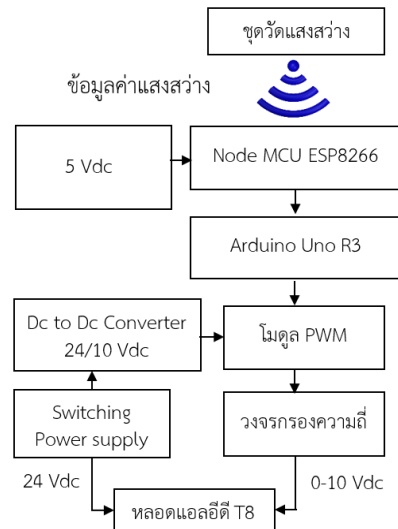 ชุดวัดแสงสว่าง
ข้อมูลค่าแสงสว่าง
5 Vdc
Node MCU ESP8266
Arduino Uno R3
Dc to Dc Converter
24/10 Vdc
โมดูล PWM
Switching
Power supply
วงจรกรองความถี่
24 Vdc
0-10 Vdc
หลอดแอลอีดี T8